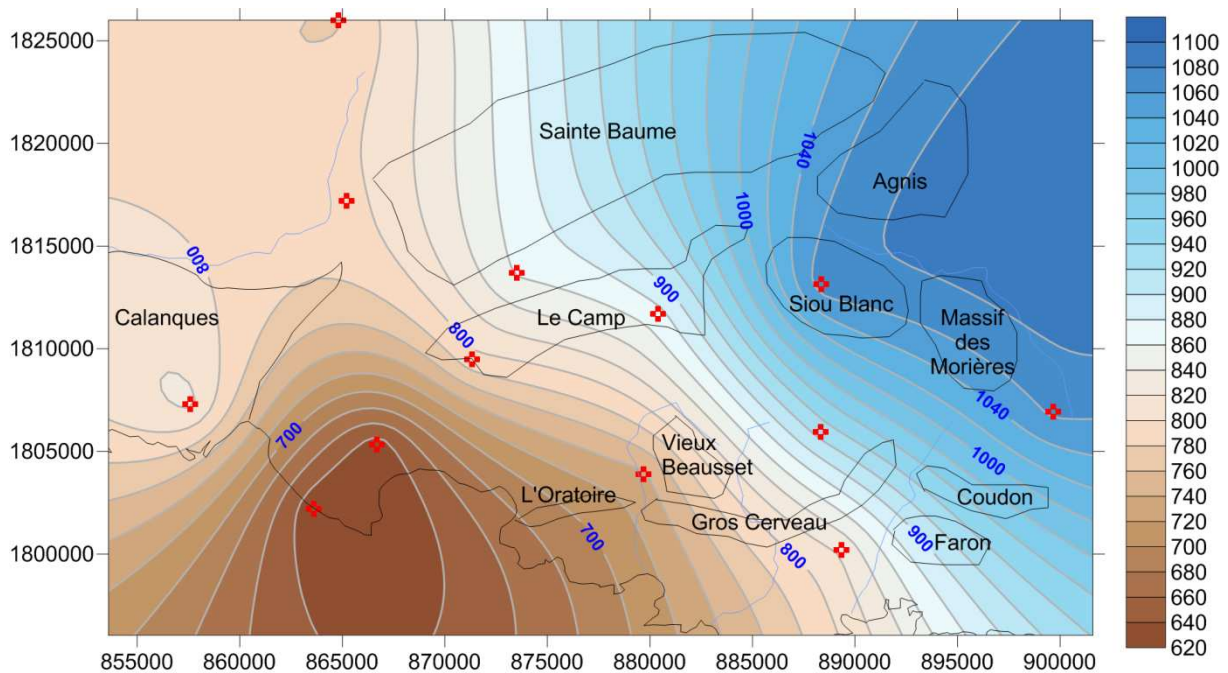 1825000
1820000
1815000
1810000
1805000
1800000
855000 860000 865000 870000 875000 880000 885000 890000 895000 900000
Sainte Baume
1040
Agnis
1000
800
900
Siou Blanc
Calanques
Le Camp
Massif
des
Morières
800
1040
700
Vieux
Beausset
1000
L'Oratoire
Coudon
Gros Cerveau
700
800
900
Faron
1100
1080
1060
1040
1020
1000
980
960
940
920
900
880
860
840
820
800
780
760
740
720
700
680
660
640
620